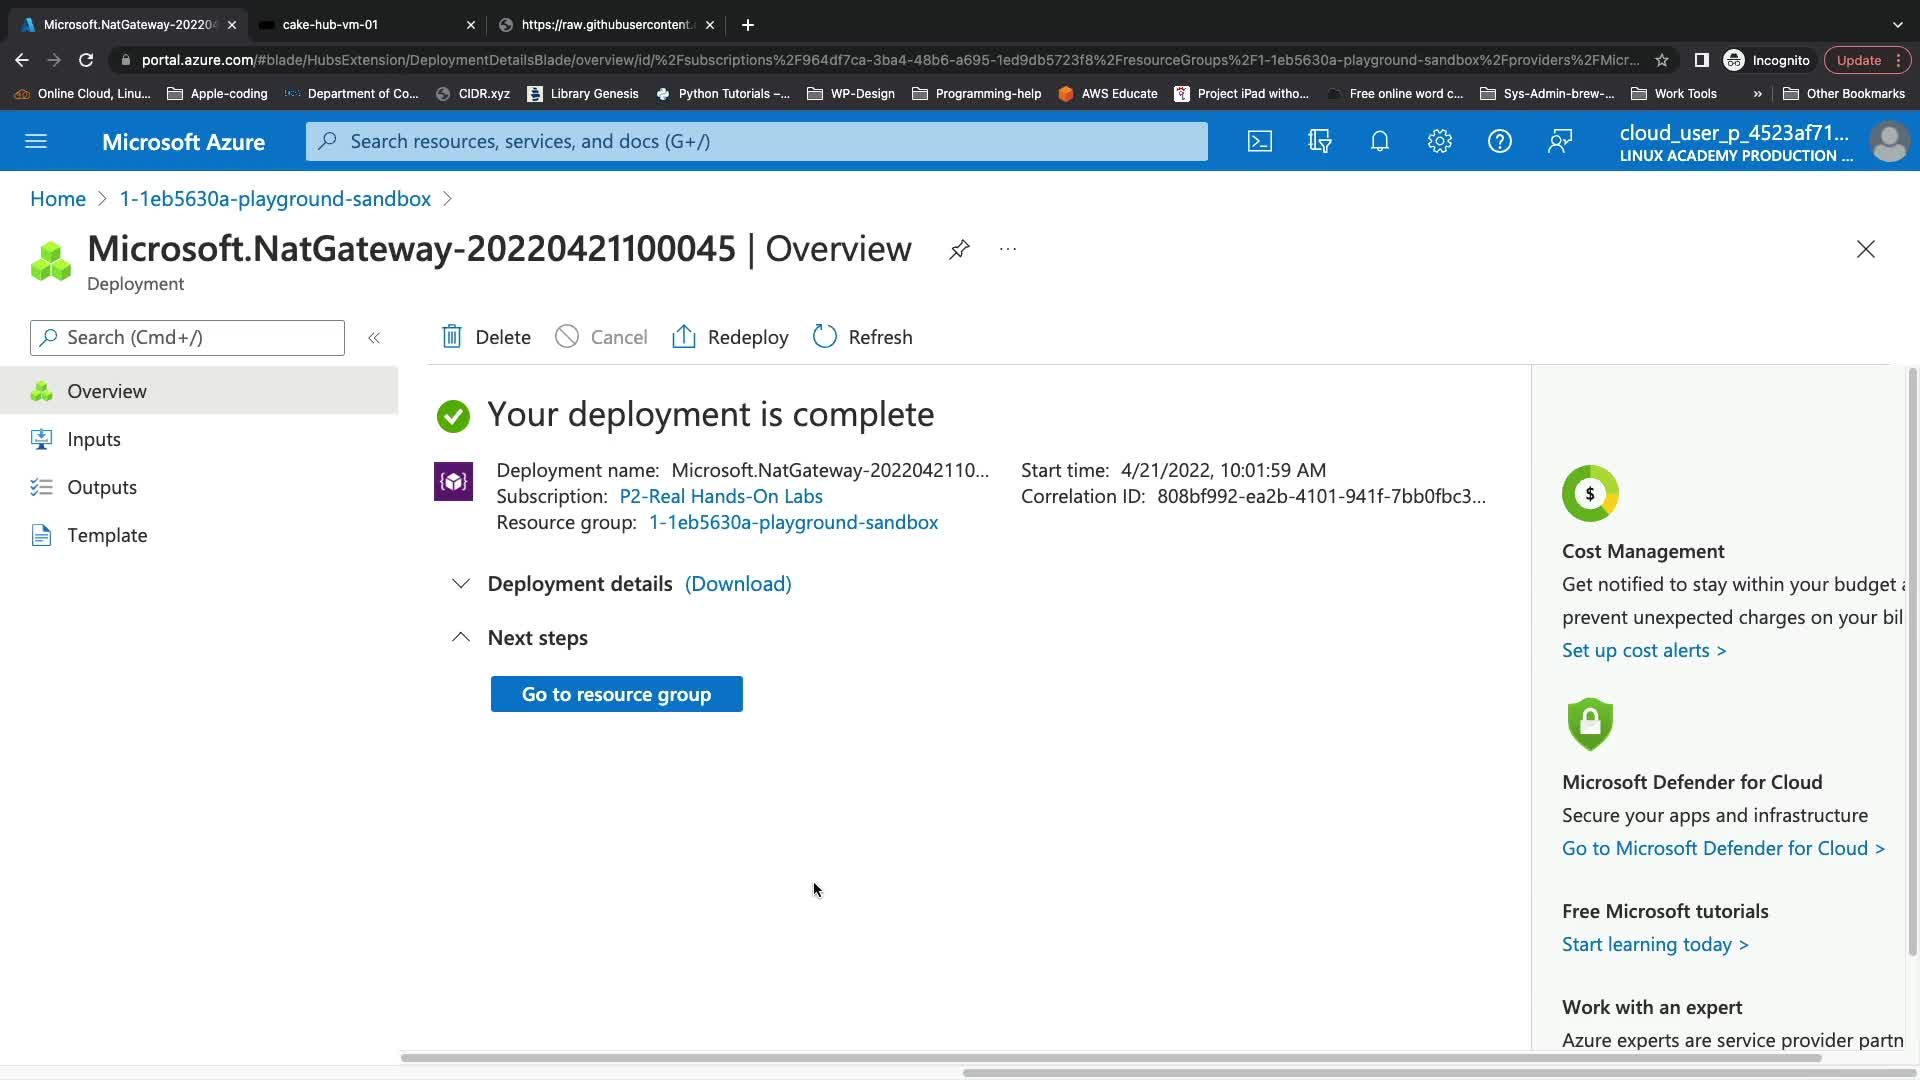 Microsoft.NatGateway-20220
cake-hub-vm-01
https://raw.githubusercontent.
portal.azure.com/#blade/HubsExtension/DeploymentDetailsBlade/overview/id/%2Fsubscriptions%2F964df7ca-3ba4-48b6-a695-1ed9db5723f8%2FresourceGroups%2F1-1eb5630a-playground-sandbox%2Fproviders%2FMicr...
Incognito
Update
Online Cloud, Linu...
Apple-coding
Department of Co...
CIDR.xyz
Library Genesis
Python Tutorials –...
WP-Design
Programming-help
AWS Educate
Project iPad witho...
Free online word c...
Sys-Admin-brew-...
Work Tools
»
Other Bookmarks
Microsoft Azure
Search resources, services, and docs (G+/)
cloud_user_p_4523af71...
LINUX ACADEMY PRODUCTION ...
Home > 1-1eb5630a-playground-sandbox >
Microsoft.NatGateway-20220421100045 | Overview
...
Deployment
Search (Cmd+/)
«
Delete
Cancel
Redeploy
Refresh
Overview
Inputs
Outputs
Template
Your deployment is complete
Deployment name: Microsoft.NatGateway-2022042110...
Subscription: P2-Real Hands-On Labs
Resource group: 1-1eb5630a-playground-sandbox
Start time: 4/21/2022, 10:01:59 AM
Correlation ID: 808bf992-ea2b-4101-941f-7bb0fbc3...
Deployment details (Download)
Next steps
Go to resource group
$
Cost Management
Get notified to stay within your budget
prevent unexpected charges on your bil
Set up cost alerts >
Microsoft Defender for Cloud
Secure your apps and infrastructure
Go to Microsoft Defender for Cloud >
Free Microsoft tutorials
Start learning today >
Work with an expert
Azure experts are service provider partn